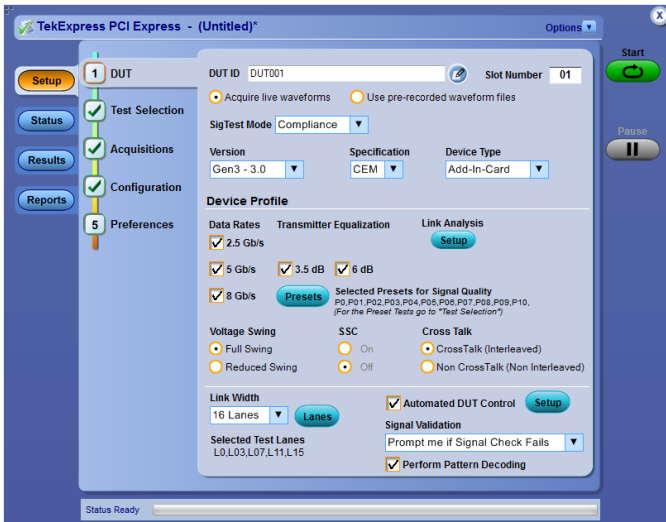 TekExpress PCI Express - (Untitled)*
Options
x
Start
Pause
Setup
Status
Results
Reports
1 DUT
Test Selection
Acquisitions
Configuration
5 Preferences
DUT ID DUT001
Slot Number 01
Acquire live waveforms
Use pre-recorded waveform files
SigTest Mode Compliance
Version
Specification
Device Type
Gen3 - 3.0
CEM
Add-In-Card
Device Profile
Data Rates
Transmitter Equalization
Link Analysis
2.5 Gb/s
Setup
5 Gb/s
3.5 dB
6 dB
8 Gb/s
Presets
Selected Presets for Signal Quality
P0,P01,P02,P03,P04,P05,P06,P07,P08,P09,P10,
(For the Preset Tests go to "Test Selection")
Voltage Swing
SSC
Cross Talk
Full Swing
On
CrossTalk (Interleaved)
Reduced Swing
Off
Non CrossTalk (Non Interleaved)
Link Width
16 Lanes
Lanes
Selected Test Lanes
L0,L03,L07,L11,L15
Automated DUT Control
Setup
Signal Validation
Prompt me if Signal Check Fails
Perform Pattern Decoding
Status Ready